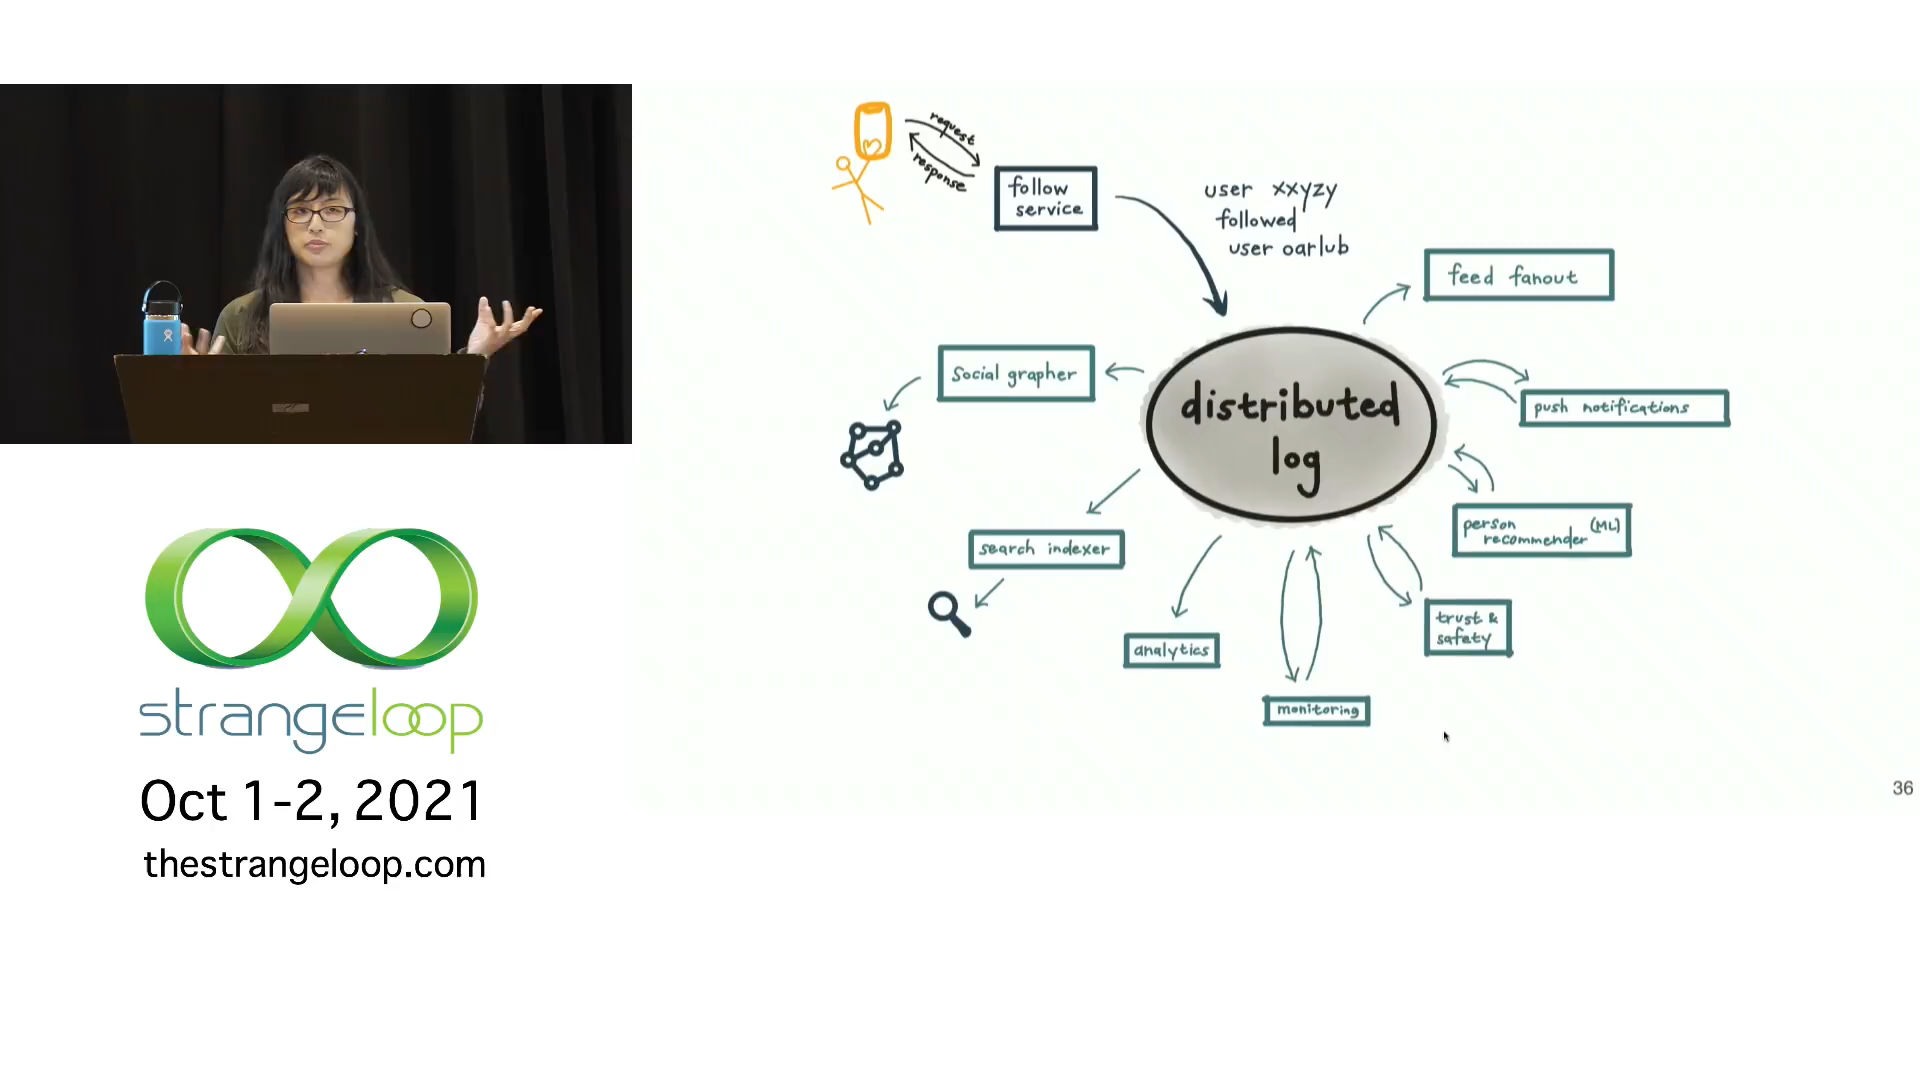 request
response
follow
service
user xxyzy
followed
user oarlub
feed fanout
social grapher
distributed
log
push notifications
person (ML)
recommender
search indexer
trust &
safety
analytics
monitoring
36
strangeloop
Oct 1-2, 2021
thestrangeloop.com